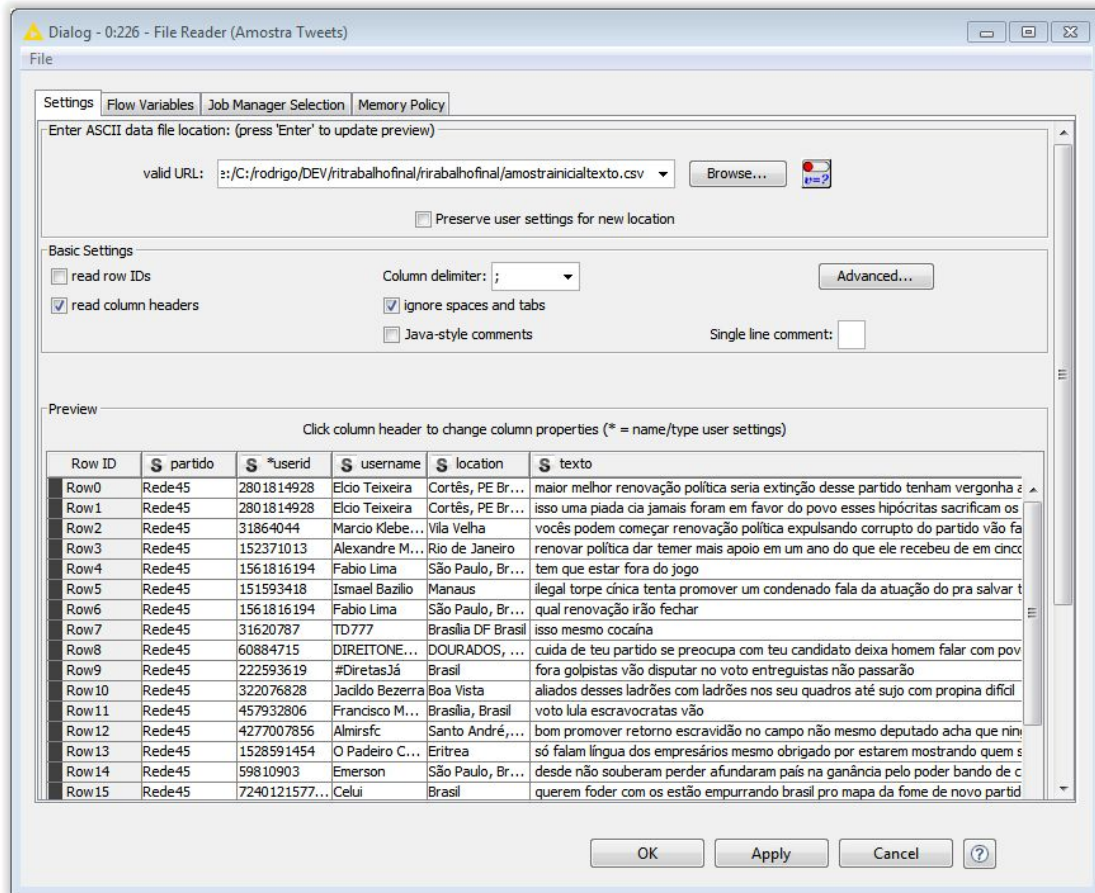 Dialog - 0:226 - File Reader (Amostra Tweets)
File
Settings Flow Variables Job Manager Selection Memory Policy
Enter ASCII data file location: (press 'Enter' to update preview)
valid URL: e:/C:/rodrigo/DEV/ritrabalhofinal/rirabalhofinal/amostrainicialtexto.csv Browse... v=?
Preserve user settings for new location
Basic Settings
read row IDs Column delimiter: ; Advanced...
read column headers ignore spaces and tabs
Java-style comments Single line comment:
Preview
Click column header to change column properties (* = name/type user settings)
Row ID S partido S *userid S username S location S texto
Row0 Rede45 2801814928 Elcio Teixeira Cortês, PE Br... maior melhor renovação política seria extinção desse partido tenham vergonha a
Row1 Rede45 2801814928 Elcio Teixeira Cortês, PE Br... isso uma piada cia jamais foram em favor do povo esses hipócritas sacrificam os
Row2 Rede45 31864044 Marcio Klebe... Vila Velha vocês podem começar renovação política expulsando corrupto do partido vão fa
Row3 Rede45 152371013 Alexandre M... Rio de Janeiro renovar política dar temer mais apoio em um ano do que ele recebeu de em cinco
Row4 Rede45 1561816194 Fabio Lima São Paulo, Br... tem que estar fora do jogo
Row5 Rede45 151593418 Ismael Bazilio Manaus ilegal torpe cínica tenta promover um condenado fala da atuação do pra salvar t
Row6 Rede45 1561816194 Fabio Lima São Paulo, Br... qual renovação irão fechar
Row7 Rede45 31620787 TD777 Brasília DF Brasil isso mesmo cocaína
Row8 Rede45 60884715 DIREITONE... DOURADOS, ... cuida de teu partido se preocupa com teu candidato deixa homem falar com pov
Row9 Rede45 222593619 #DiretasJá Brasil fora golpistas vão disputar no voto entreguistas não passarão
Row10 Rede45 322076828 Jacildo Bezerra Boa Vista aliados desses ladrões com ladrões nos seu quadros até sujo com propina difícil
Row11 Rede45 457932806 Francisco M... Brasília, Brasil voto lula escravocratas vão
Row12 Rede45 4277007856 Almirsfc Santo André,... bom promover retorno escravidão no campo não mesmo deputado acha que nin
Row13 Rede45 1528591454 O Padeiro C... Eritrea só falam língua dos empresários mesmo obrigado por estarem mostrando quem s
Row14 Rede45 59810903 Emerson São Paulo, Br... desde não souberam perder afundaram país na ganância pelo poder bando de c
Row15 Rede45 7240121577... Celui Brasil querem foder com os estão empurrando brasil pro mapa da fome de novo partid
OK Apply Cancel ?